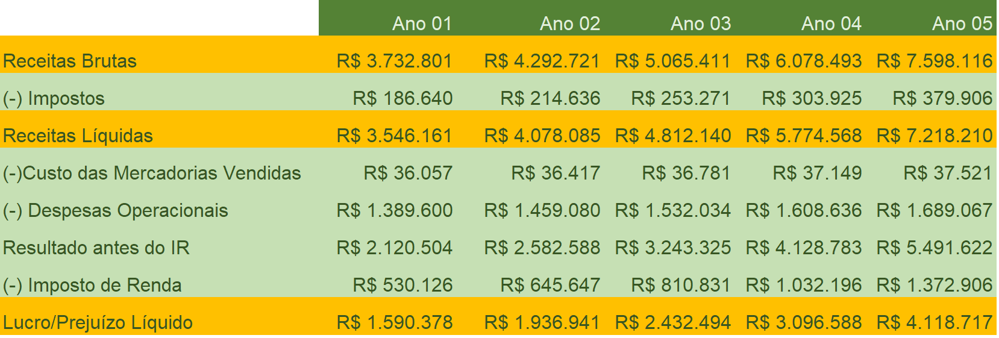 Ano 01 Ano 02 Ano 03 Ano 04 Ano 05
Receitas Brutas R$ 3.732.801 R$ 4.292.721 R$ 5.065.411 R$ 6.078.493 R$ 7.598.116
(-) Impostos R$ 186.640 R$ 214.636 R$ 253.271 R$ 303.925 R$ 379.906
Receitas Líquidas R$ 3.546.161 R$ 4.078.085 R$ 4.812.140 R$ 5.774.568 R$ 7.218.210
(-)Custo das Mercadorias Vendidas R$ 36.057 R$ 36.417 R$ 36.781 R$ 37.149 R$ 37.521
(-) Despesas Operacionais R$ 1.389.600 R$ 1.459.080 R$ 1.532.034 R$ 1.608.636 R$ 1.689.067
Resultado antes do IR R$ 2.120.504 R$ 2.582.588 R$ 3.243.325 R$ 4.128.783 R$ 5.491.622
(-) Imposto de Renda R$ 530.126 R$ 645.647 R$ 810.831 R$ 1.032.196 R$ 1.372.906
Lucro/Prejuízo Líquido R$ 1.590.378 R$ 1.936.941 R$ 2.432.494 R$ 3.096.588 R$ 4.118.717